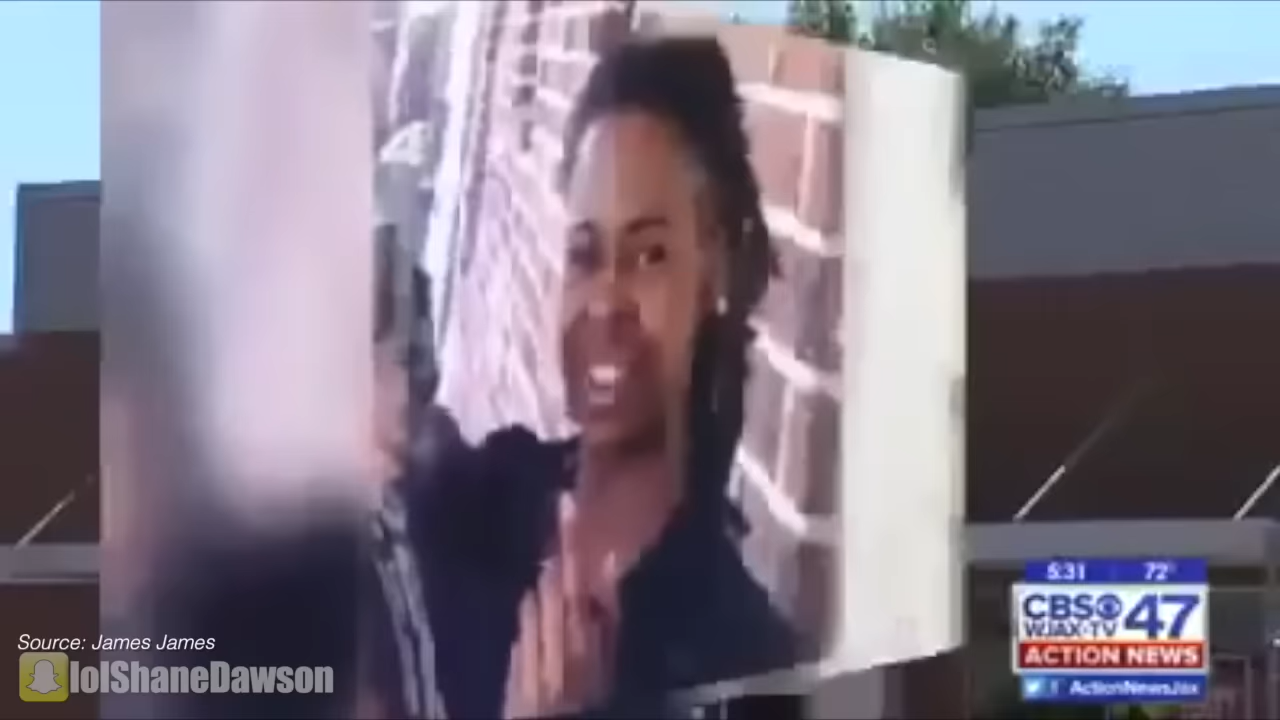 5:31 72°
CBS 47
WJAX-TV
ACTION NEWS
ActionNewsJax
Source: James James
lolShaneDawson